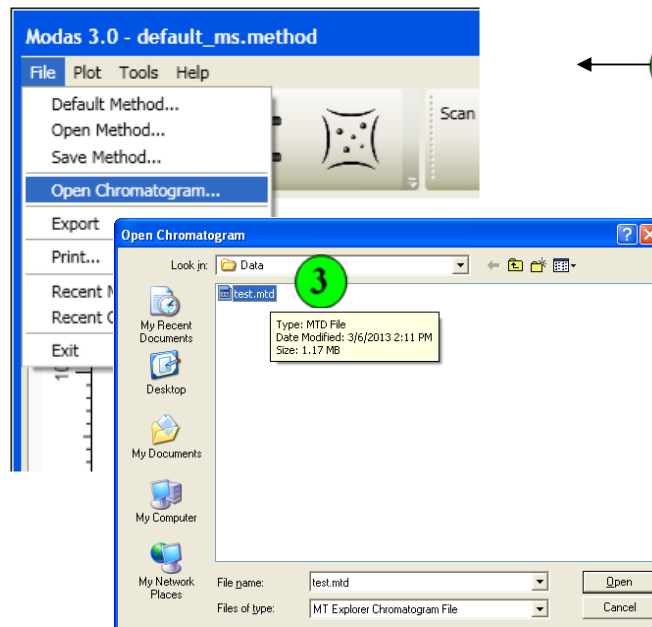 Modas 3.0 - default_ms.method
File Plot Tools Help
Default Method...
Open Method...
Save Method...
Scan
Open Chromatogram...
Export
Print...
Recent
Recent
Exit
Open Chromatogram
Look in: Data
3
test.mtd
Type: MTD File
Date Modified: 3/6/2013 2:11 PM
Size: 1.17 MB
My Recent
Documents
Desktop
My Documents
My Computer
My Network
Places
File name: test.mtd Open
Files of type: MT Explorer Chromatogram File Cancel